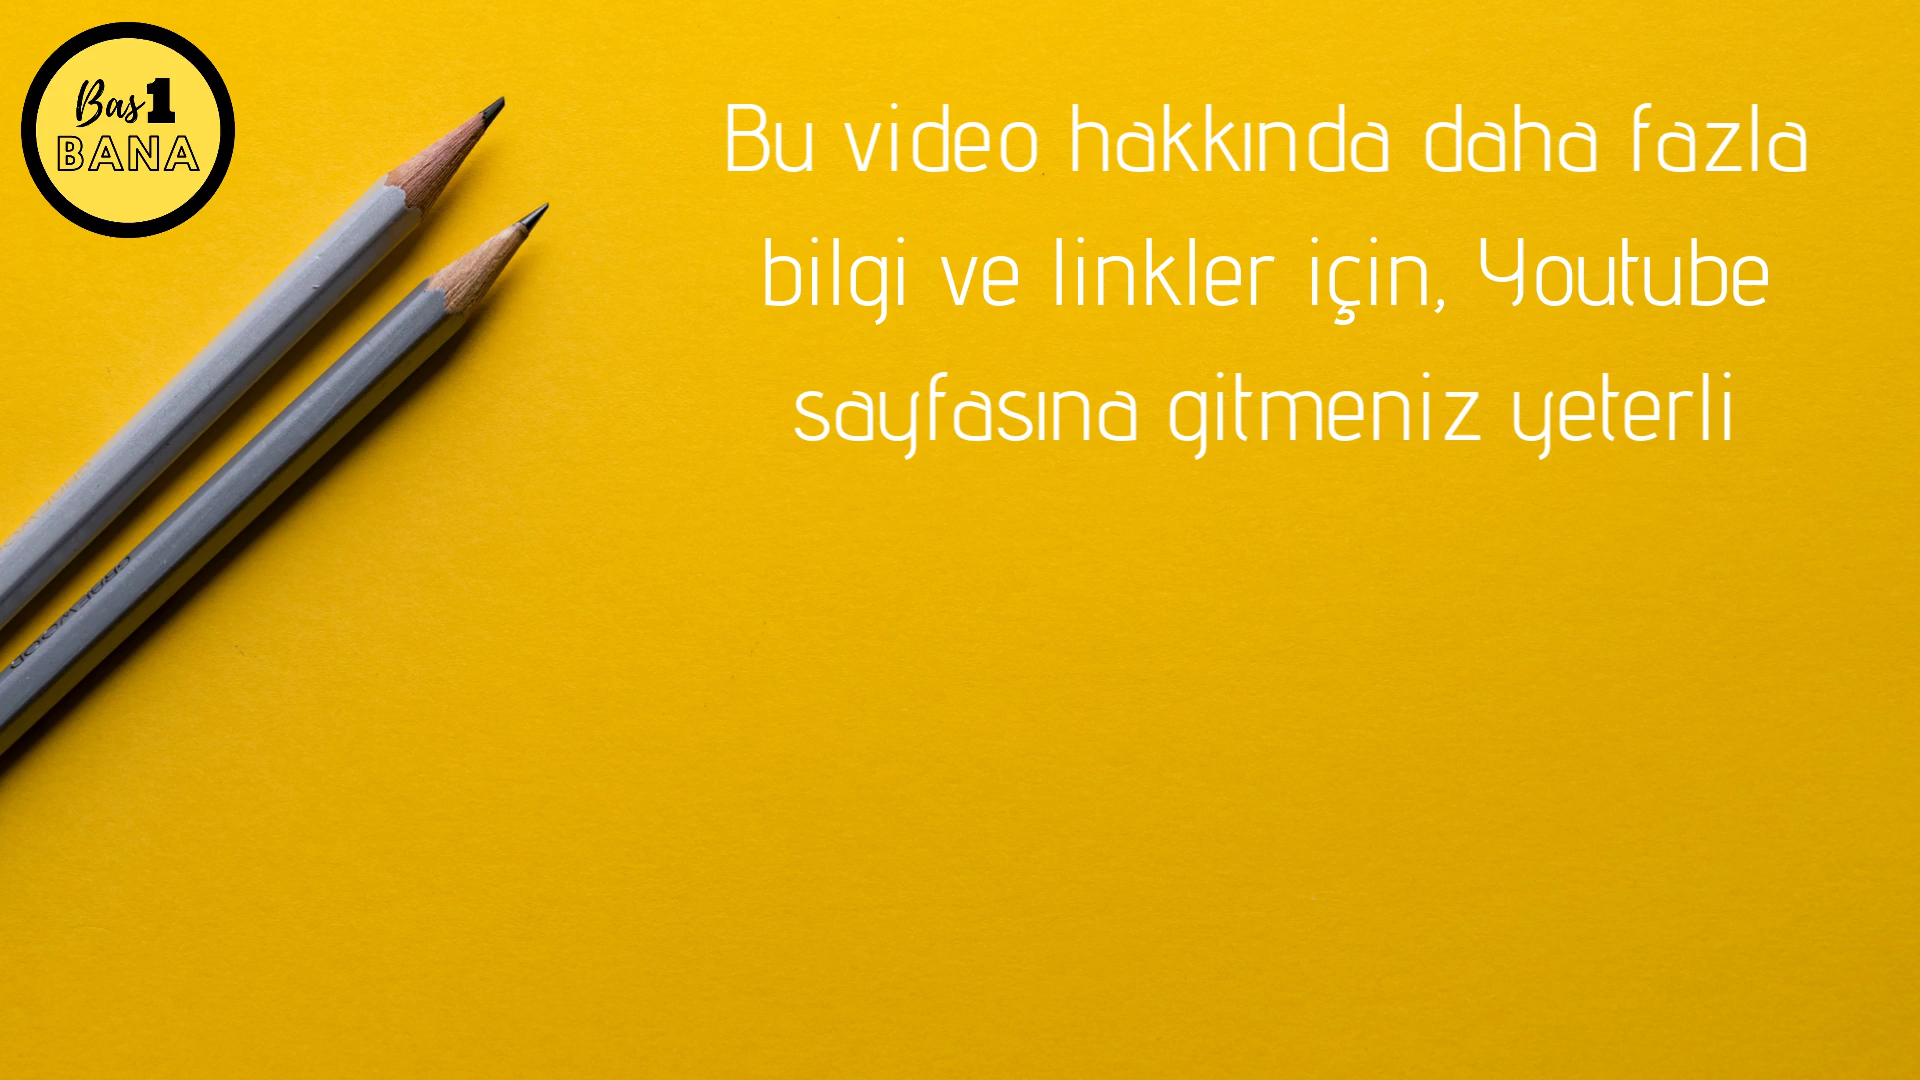 Bas1
BANA
Bu video hakkında daha fazla
bilgi ve linkler için, Youtube
sayfasına gitmeniz yeterli